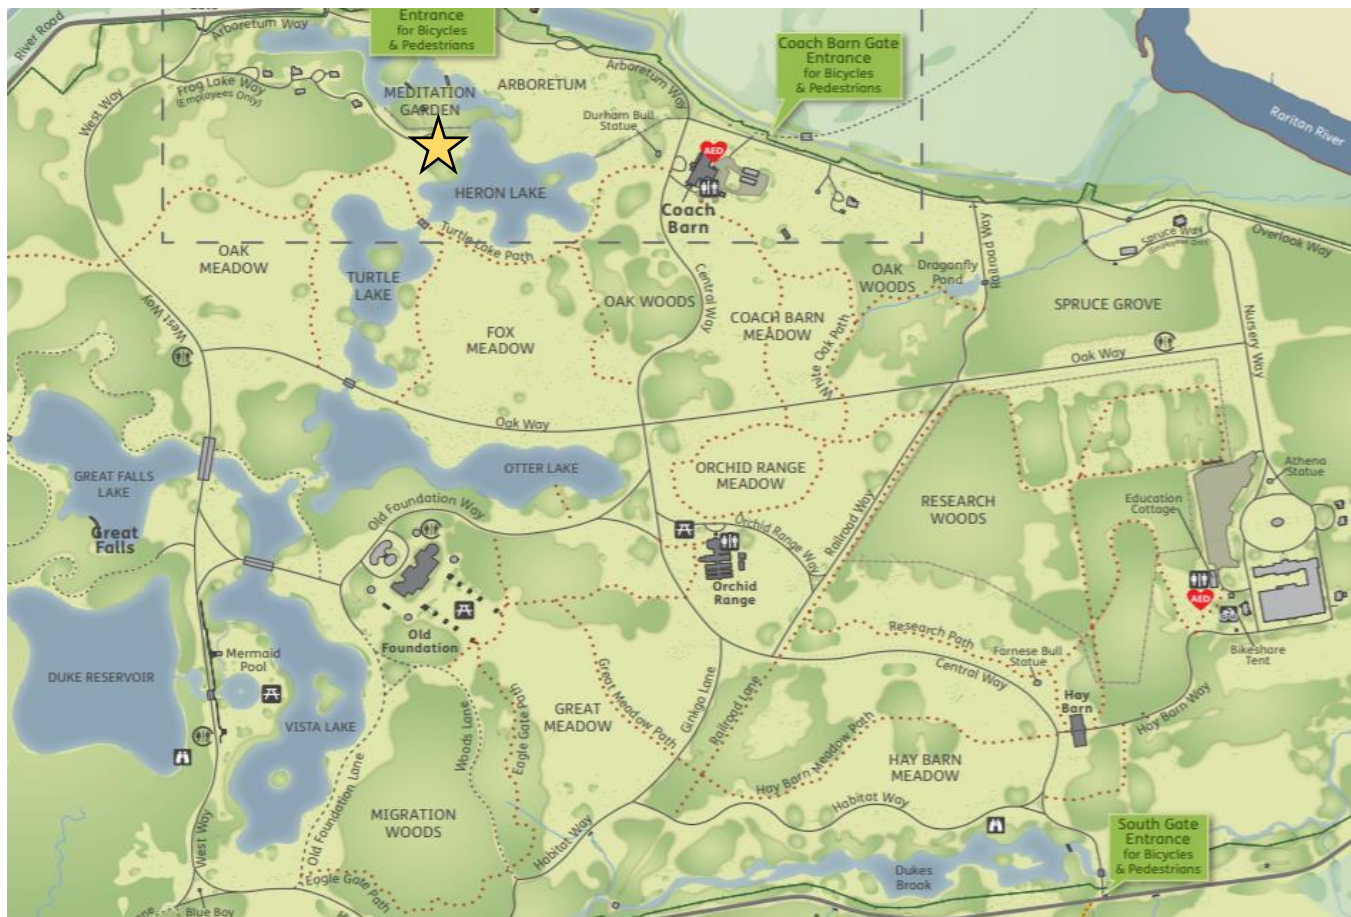 Entrance
for Bicycles
& Pedestrians
River Road
Arboretum Way
Coach Barn Gate
Entrance
for Bicycles
& Pedestrians
Frog Lake Way
(Employees Only)
MEDITATION
GARDEN
ARBORETUM
Arboretum Way
Durham Bull
Statue
Raritan River
West Way
AED
HERON LAKE
Coach
Barn
Turtle Lake Path
OAK
MEADOW
TURTLE
LAKE
OAK WOODS
Central Way
OAK
WOODS
Dragonfly
Pond
Railroad Way
Spruce Way
(Employees Only)
Overlook Way
SPRUCE GROVE
West Way
FOX
MEADOW
COACH BARN
MEADOW
White Oak Path
Nursery Way
Oak Way
Oak Way
GREAT FALLS
LAKE
Great
Falls
OTTER LAKE
ORCHID RANGE
MEADOW
Athena
Statue
Education
Cottage
RESEARCH
WOODS
Old Foundation Way
Orchid Range Way
Railroad Way
Orchid
Range
AED
Old
Foundation
Research Path
Farnese Bull
Statue
Bikeshare
Tent
Mermaid
Pool
DUKE RESERVOIR
Central Way
Great Meadow Path
Ginkgo Lane
Railroad Lane
Hay
Barn
Hay Barn Way
VISTA LAKE
GREAT
MEADOW
Woods Lane
Eagle Gate Path
Hay Barn Meadow Path
HAY BARN
MEADOW
Old Foundation Lane
MIGRATION
WOODS
Habitat Way
West Way
Habitat Way
South Gate
Entrance
for Bicycles
& Pedestrians
Dukes
Brook
Eagle Gate Path
Blue Boy